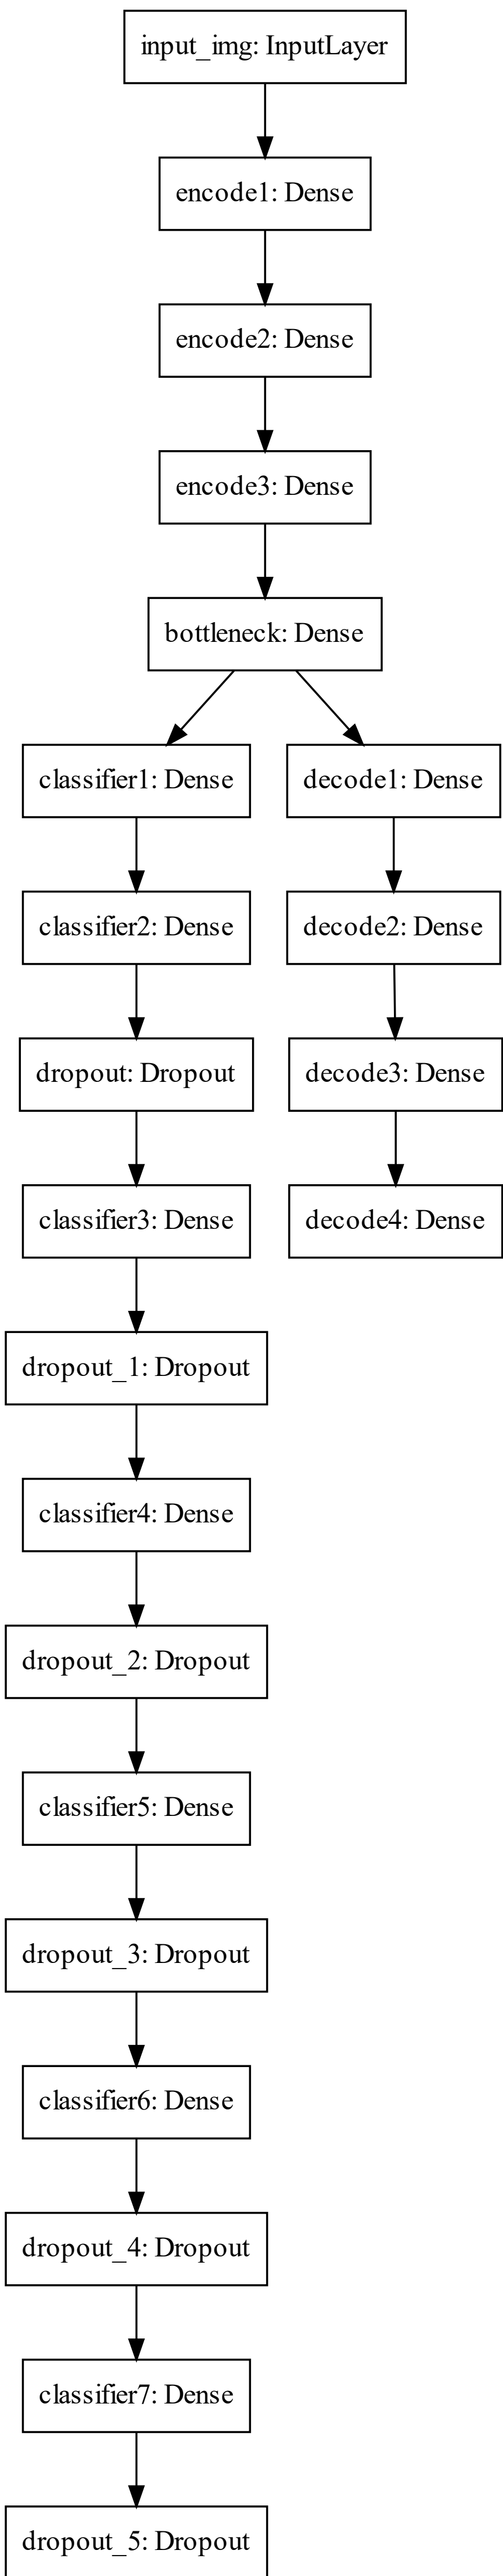 input_img: InputLayer
encode1: Dense
encode2: Dense
encode3: Dense
bottleneck: Dense
classifier1: Dense
decode1: Dense
classifier2: Dense
decode2: Dense
dropout: Dropout
decode3: Dense
classifier3: Dense
decode4: Dense
dropout_1: Dropout
classifier4: Dense
dropout_2: Dropout
classifier5: Dense
dropout_3: Dropout
classifier6: Dense
dropout_4: Dropout
classifier7: Dense
dropout_5: Dropout